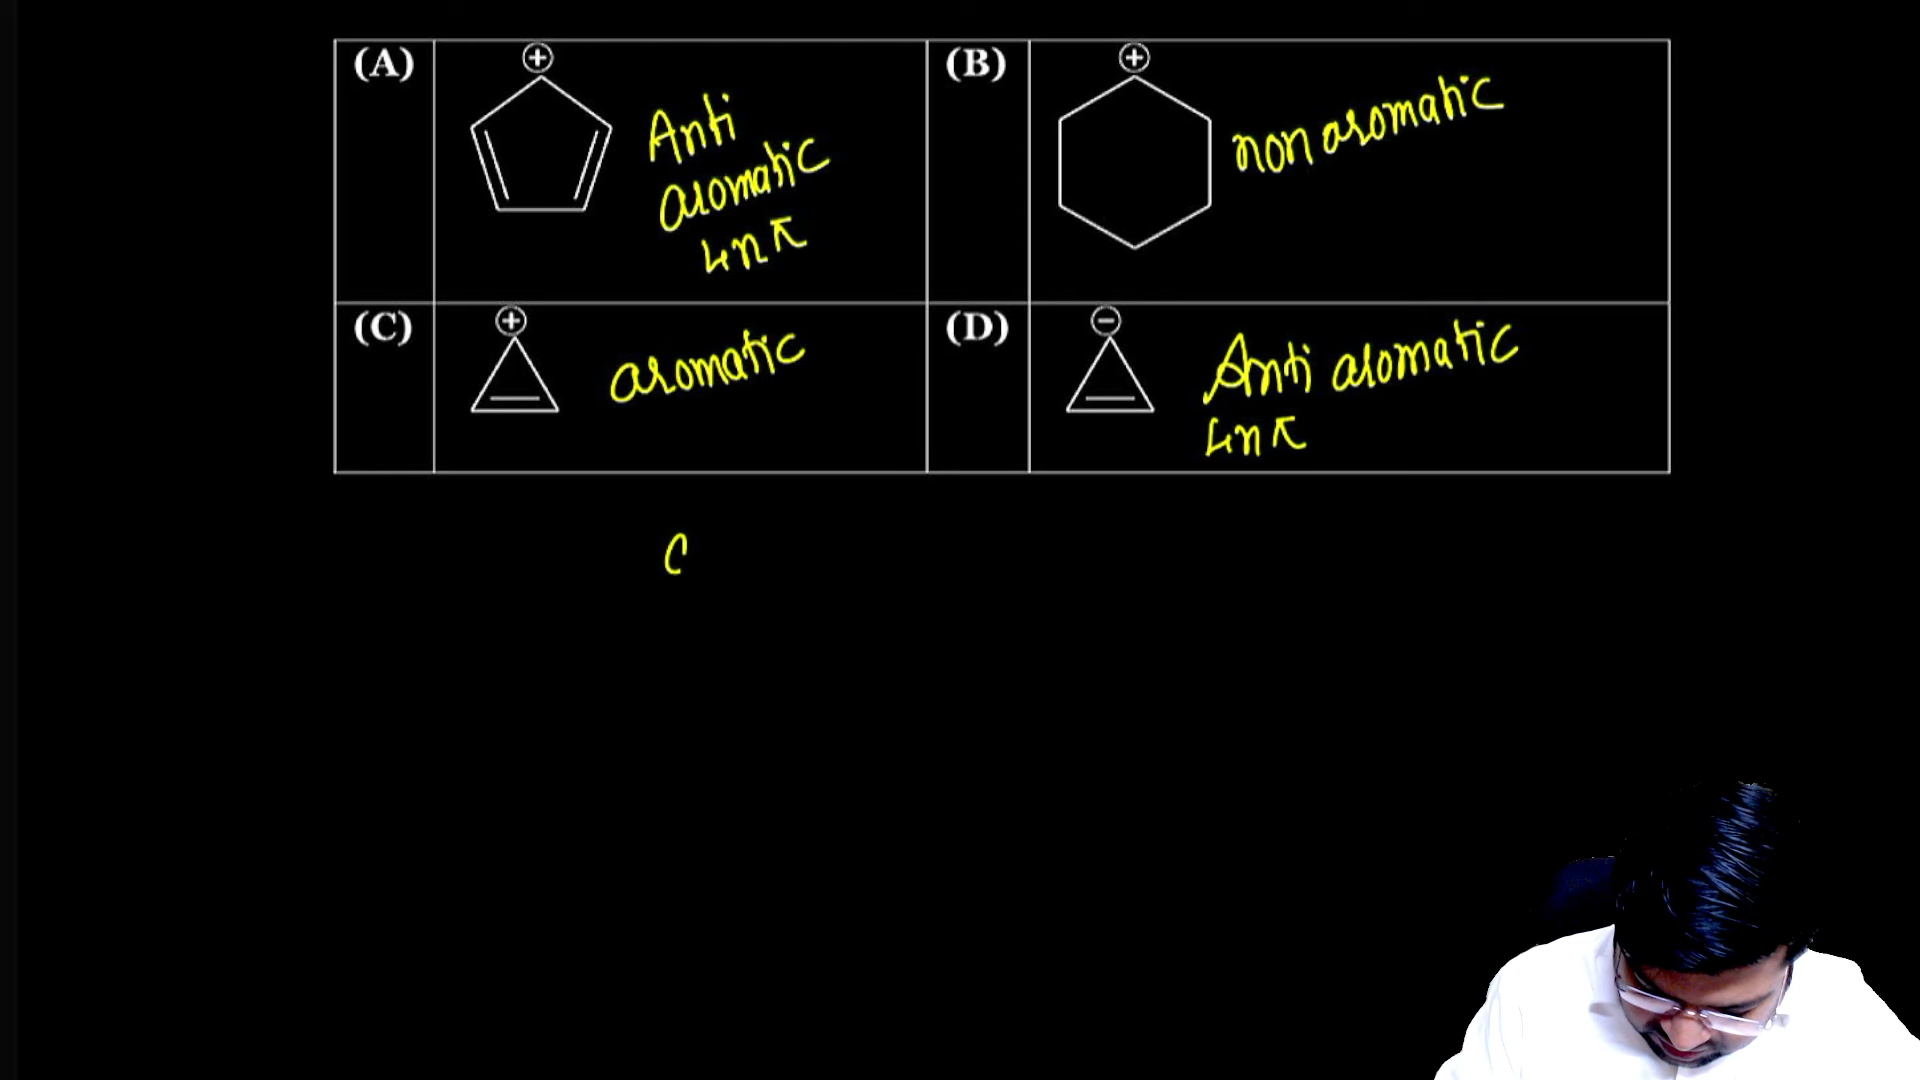 (A)
⊕
Anti
aromatic
4nπ
(B)
⊕
non aromatic
(C)
⊕
aromatic
(D)
⊖
Anti aromatic
4nπ
C